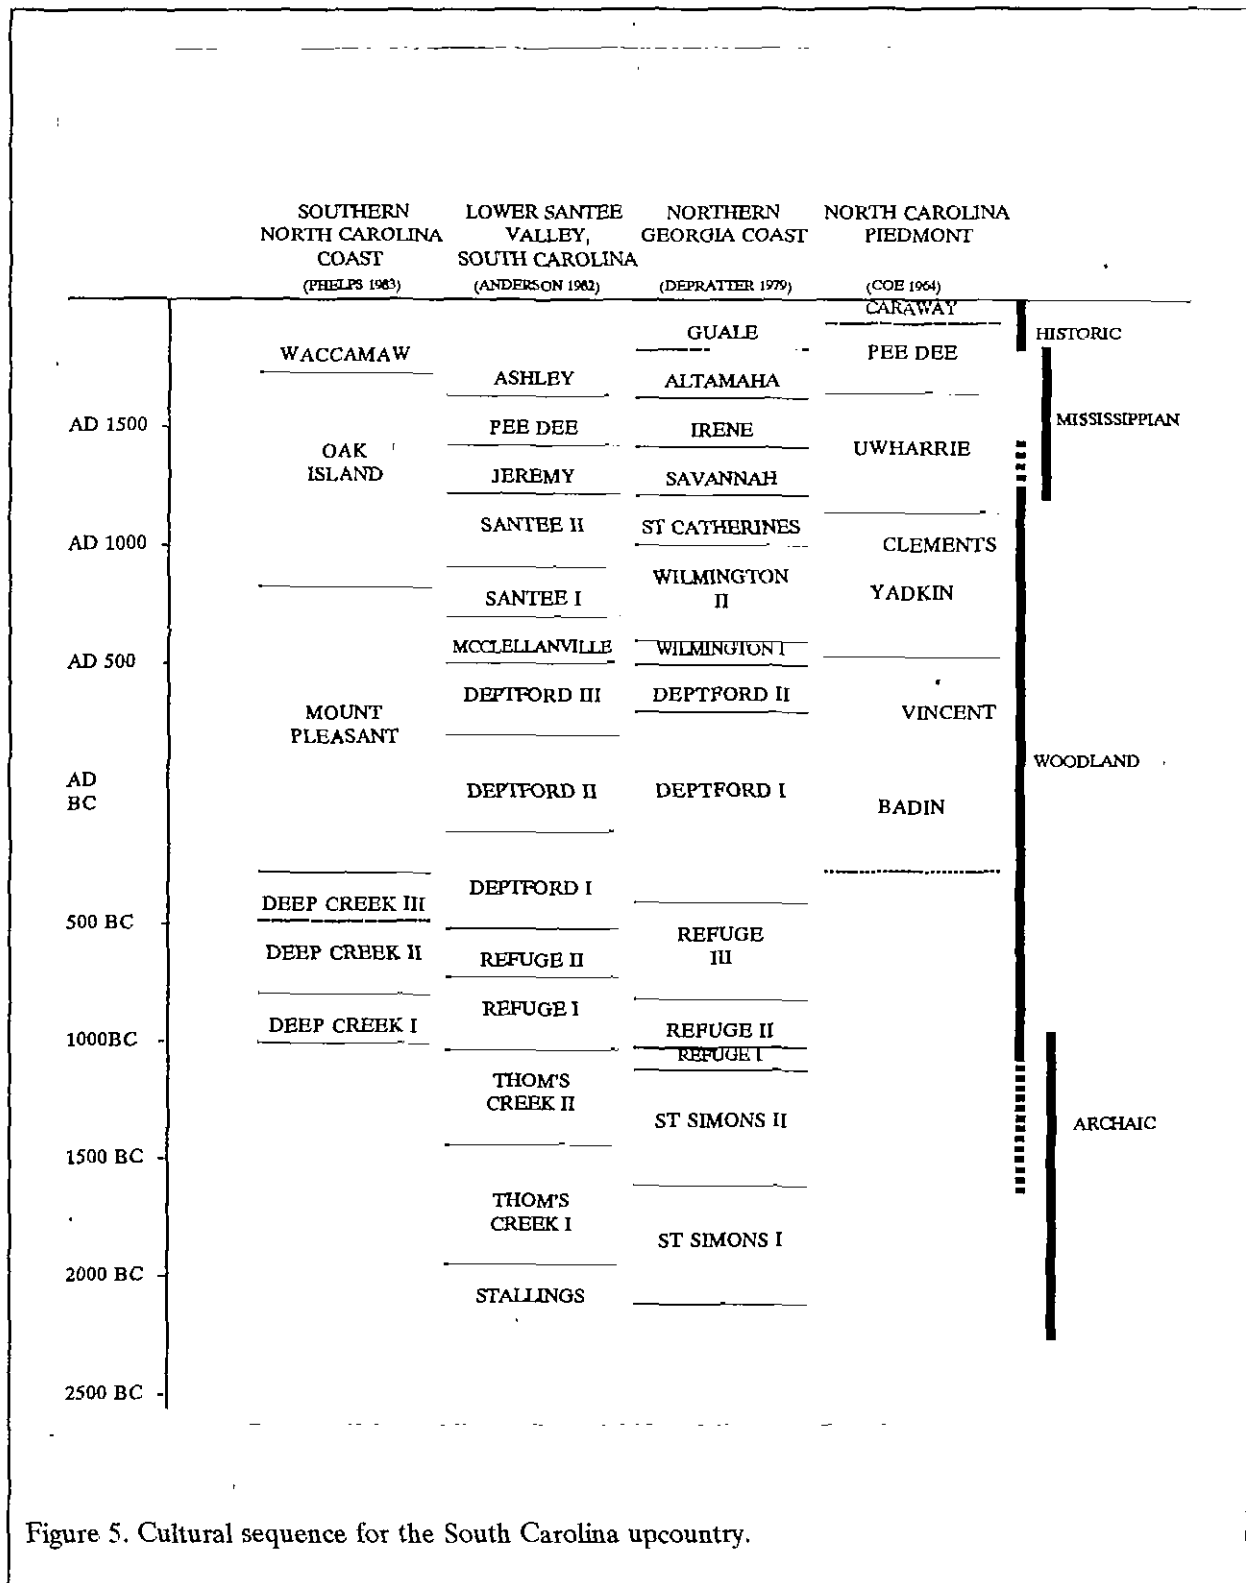 SOUTHERN
NORTH CAROLINA
COAST
(PHELPS 1983)
LOWER SANTEE
VALLEY,
SOUTH CAROLINA
(ANDERSON 1982)
NORTHERN
GEORGIA COAST
(DEPRATTER 1979)
NORTH CAROLINA
PIEDMONT
(COE 1964)
AD 1500
AD 1000
AD 500
AD
BC
500 BC
1000BC
1500 BC
2000 BC
2500 BC
WACCAMAW
OAK
ISLAND
MOUNT
PLEASANT
DEEP CREEK III
DEEP CREEK II
DEEP CREEK I
ASHLEY
PEE DEE
JEREMY
SANTEE II
SANTEE I
MCCLELLANVILLE
DEPTFORD III
DEPTFORD II
DEPTFORD I
REFUGE II
REFUGE I
THOM'S
CREEK II
THOM'S
CREEK I
STALLINGS
GUALE
ALTAMAHA
IRENE
SAVANNAH
ST CATHERINES
WILMINGTON
II
WILMINGTON I
DEPTFORD II
DEPTFORD I
REFUGE
III
REFUGE II
REFUGE I
ST SIMONS II
ST SIMONS I
CARAWAY
PEE DEE
UWHARRIE
CLEMENTS
YADKIN
VINCENT
BADIN
HISTORIC
MISSISSIPPIAN
WOODLAND
ARCHAIC
Figure 5. Cultural sequence for the South Carolina upcountry.